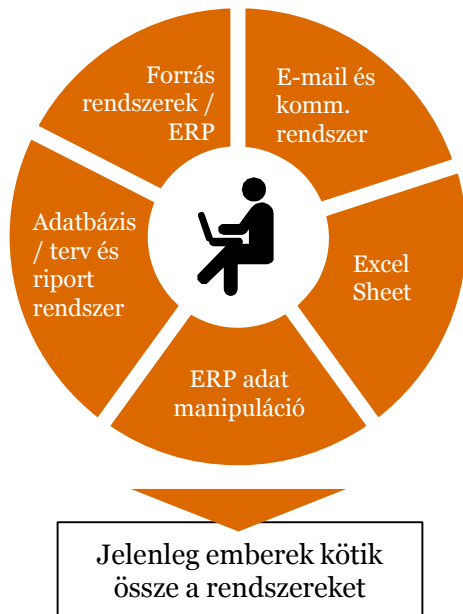 Forrás
rendszerek /
ERP
E-mail és
komm.
rendszer
Adatbázis
/ terv és
riport
rendszer
Excel
Sheet
ERP adat
manipuláció
Jelenleg emberek kötik
össze a rendszereket